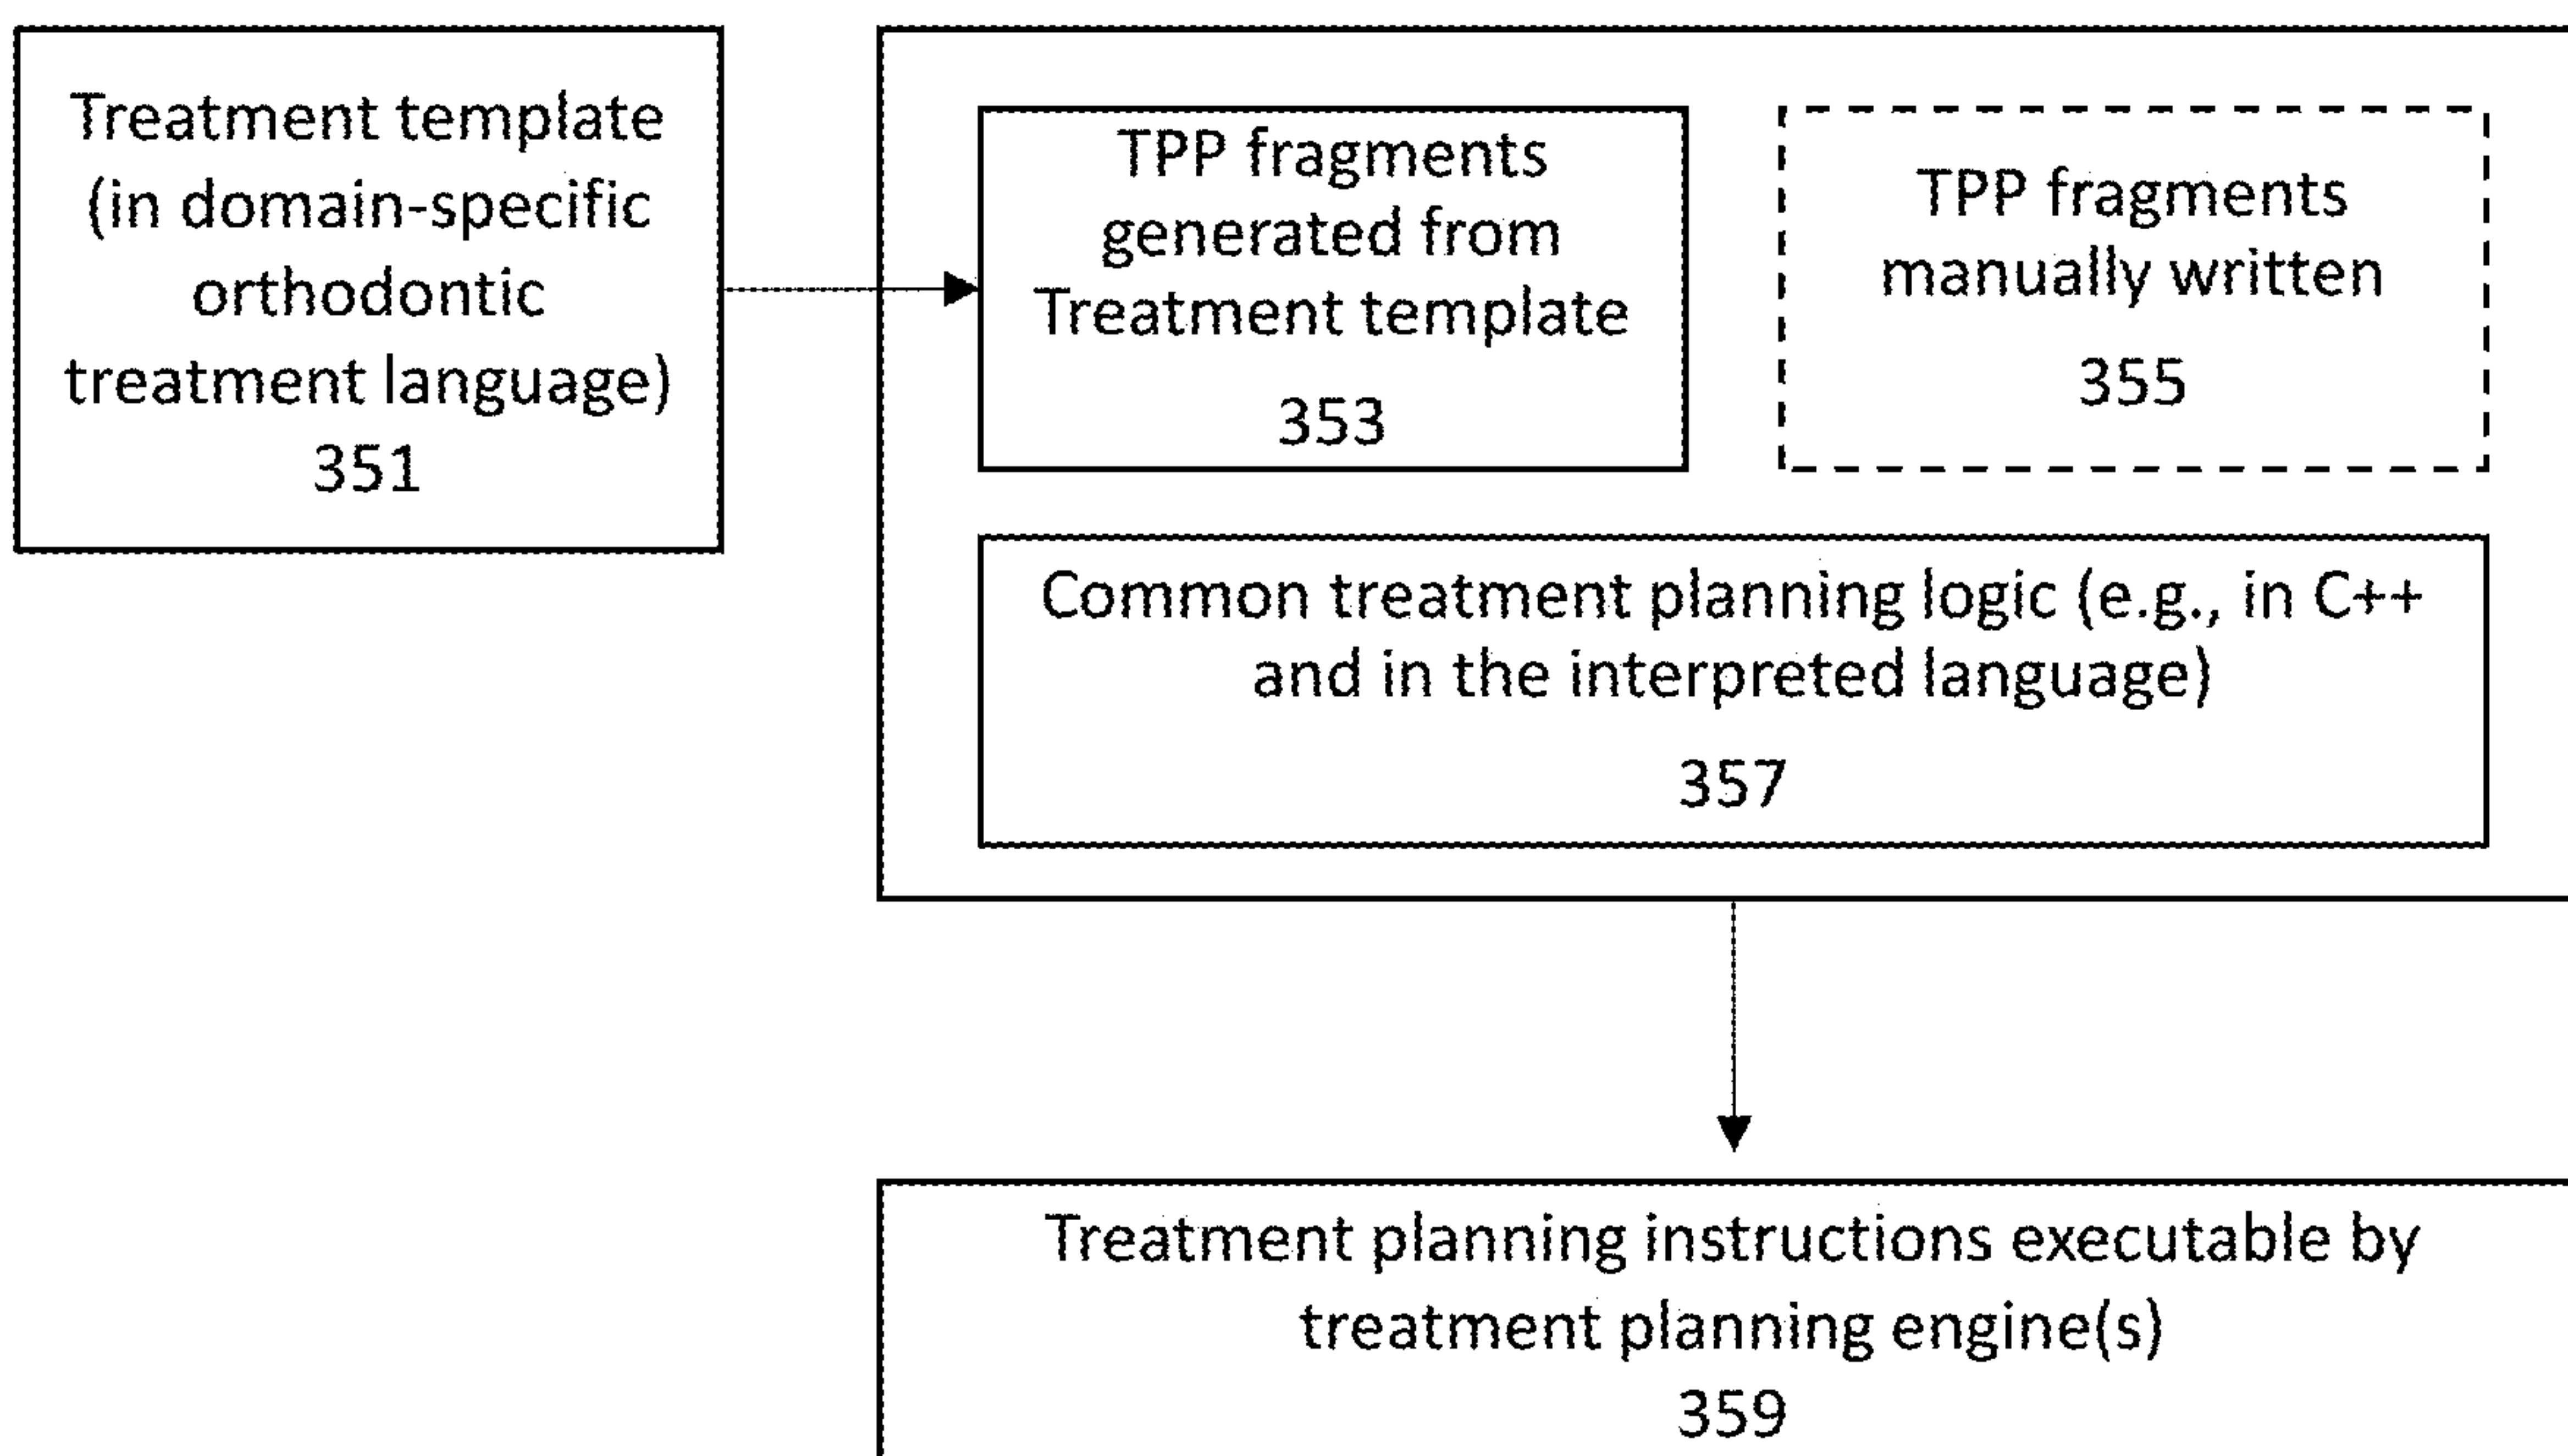 Treatment template
(in domain-specific
orthodontic
treatment language)
351
TPP fragments
generated from
Treatment template
353
TPP fragments
manually written
355
Common treatment planning logic (e.g., in C++
and in the interpreted language)
357
Treatment planning instructions executable by
treatment planning engine(s)
359